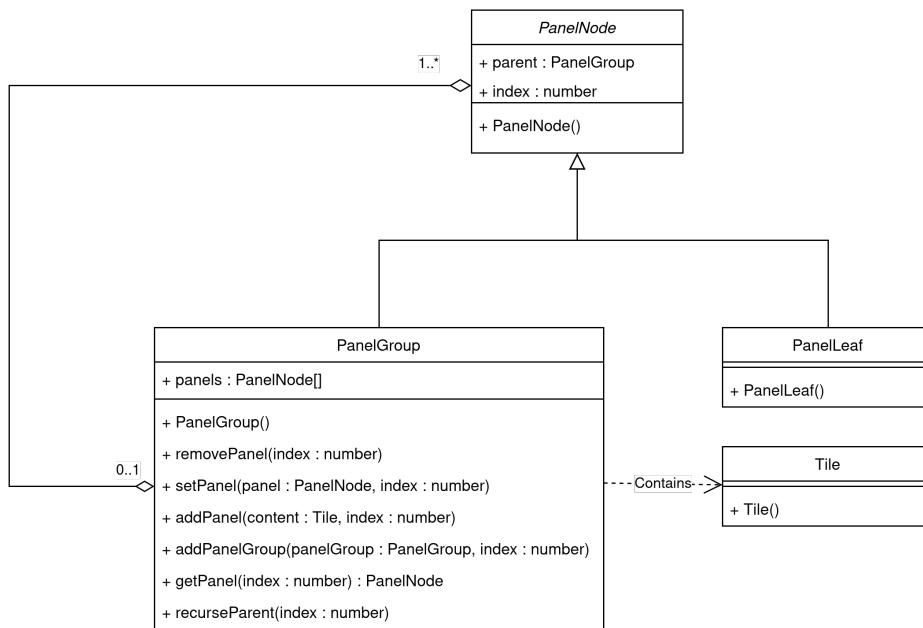 PanelNode
+ parent : PanelGroup
+ index : number
+ PanelNode()
1..*
0..1
PanelGroup
+ panels : PanelNode[]
+ PanelGroup()
+ removePanel(index : number)
+ setPanel(panel : PanelNode, index : number)
+ addPanel(content : Tile, index : number)
+ addPanelGroup(panelGroup : PanelGroup, index : number)
+ getPanel(index : number) : PanelNode
+ recurseParent(index : number)
Contains
PanelLeaf
+ PanelLeaf()
Tile
+ Tile()